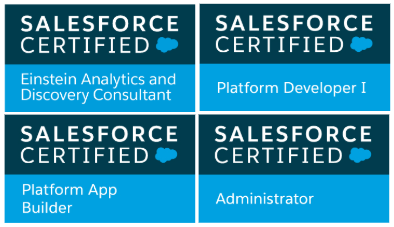 SALESFORCE
CERTIFIED
Einstein Analytics and
Discovery Consultant
SALESFORCE
CERTIFIED
Platform Developer I
SALESFORCE
CERTIFIED
Platform App
Builder
SALESFORCE
CERTIFIED
Administrator